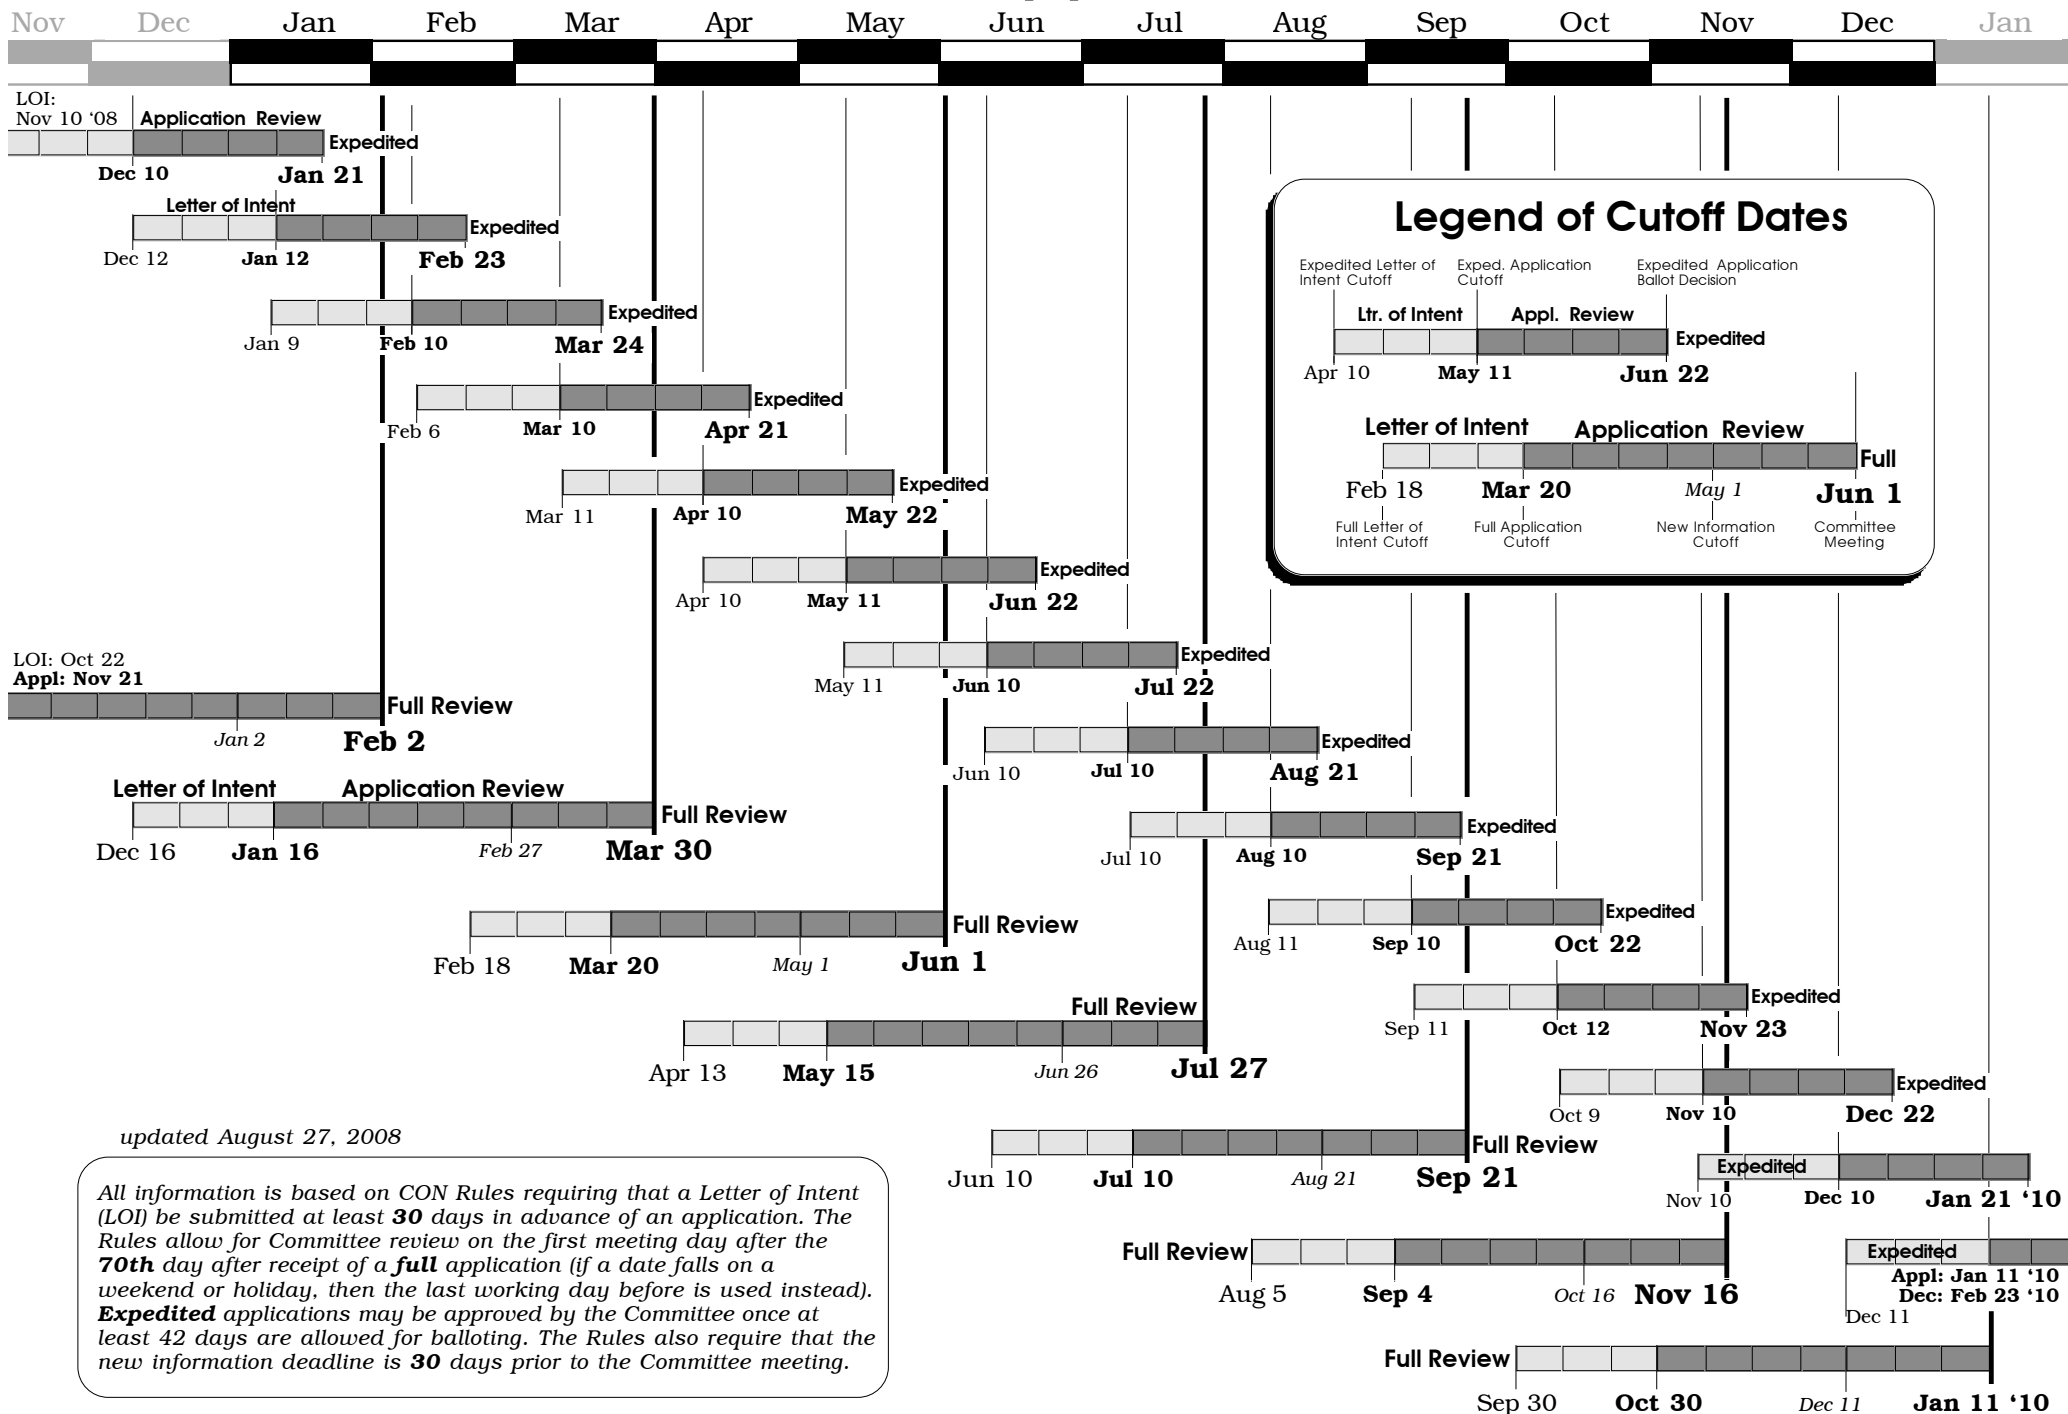 Nov Dec Jan Feb Mar Apr May Jun Jul Aug Sep Oct Nov Dec Jan
LOI:
Nov 10 ‘08
Application Review
Expedited
Dec 10
Jan 21
Letter of Intent
Expedited
Dec 12
Jan 12
Feb 23
Expedited
Jan 9
Feb 10
Mar 24
Expedited
Feb 6
Mar 10
Apr 21
Expedited
Mar 11
Apr 10
May 22
Expedited
Apr 10
May 11
Jun 22
Expedited
May 11
Jun 10
Jul 22
Expedited
Jun 10
Jul 10
Aug 21
Expedited
Jul 10
Aug 10
Sep 21
Expedited
Aug 11
Sep 10
Oct 22
Expedited
Sep 11
Oct 12
Nov 23
Expedited
Oct 9
Nov 10
Dec 22
Expedited
Nov 10
Dec 10
Jan 21 ‘10
Expedited
Appl: Jan 11 ‘10
Dec: Feb 23 ‘10
Dec 11
Legend of Cutoff Dates
Expedited Letter of
Intent Cutoff
Exped. Application
Cutoff
Expedited Application
Ballot Decision
Ltr. of Intent
Appl. Review
Expedited
Apr 10
May 11
Jun 22
Letter of Intent
Application Review
Full
Feb 18
Mar 20
May 1
Jun 1
Full Letter of
Intent Cutoff
Full Application
Cutoff
New Information
Cutoff
Committee
Meeting
LOI: Oct 22
Appl: Nov 21
Full Review
Jan 2
Feb 2
Letter of Intent
Application Review
Full Review
Dec 16
Jan 16
Feb 27
Mar 30
Full Review
Feb 18
Mar 20
May 1
Jun 1
Full Review
Apr 13
May 15
Jun 26
Jul 27
Full Review
Jun 10
Jul 10
Aug 21
Sep 21
Full Review
Aug 5
Sep 4
Oct 16
Nov 16
Full Review
Sep 30
Oct 30
Dec 11
Jan 11 ‘10
updated August 27, 2008
All information is based on CON Rules requiring that a Letter of Intent
(LOI) be submitted at least 30 days in advance of an application. The
Rules allow for Committee review on the first meeting day after the
70th day after receipt of a full application (if a date falls on a
weekend or holiday, then the last working day before is used instead).
Expedited applications may be approved by the Committee once at
least 42 days are allowed for balloting. The Rules also require that the
new information deadline is 30 days prior to the Committee meeting.